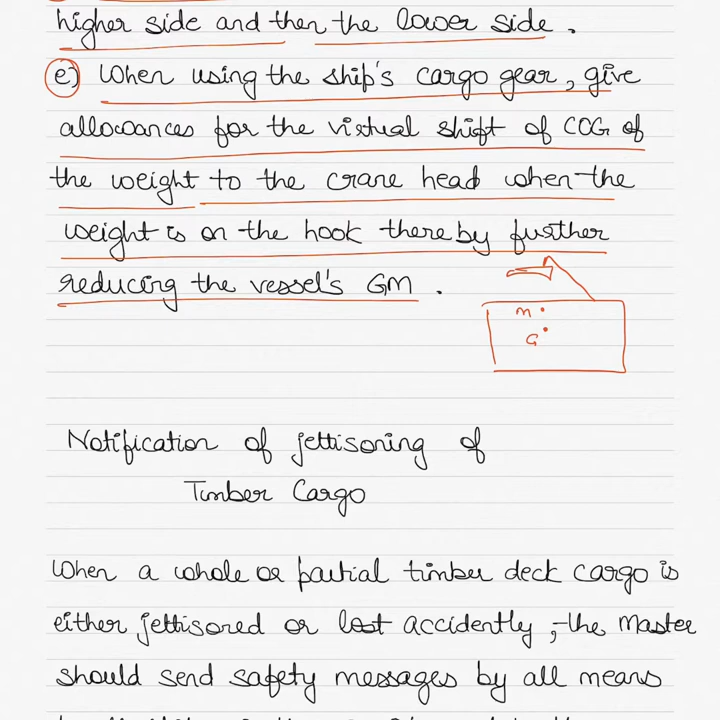 higher side and then the lower side .
e) When using the ship's cargo gear, give
allowances for the virtual shift of COG of
the weight to the crane head when the
weight is on the hook there by further
reducing the vessel's GM .
M
G
Notification of jettisoning of
Timber Cargo
When a whole or partial timber deck cargo is
either jettisored or lost accidently, the Master
should send safety messages by all means